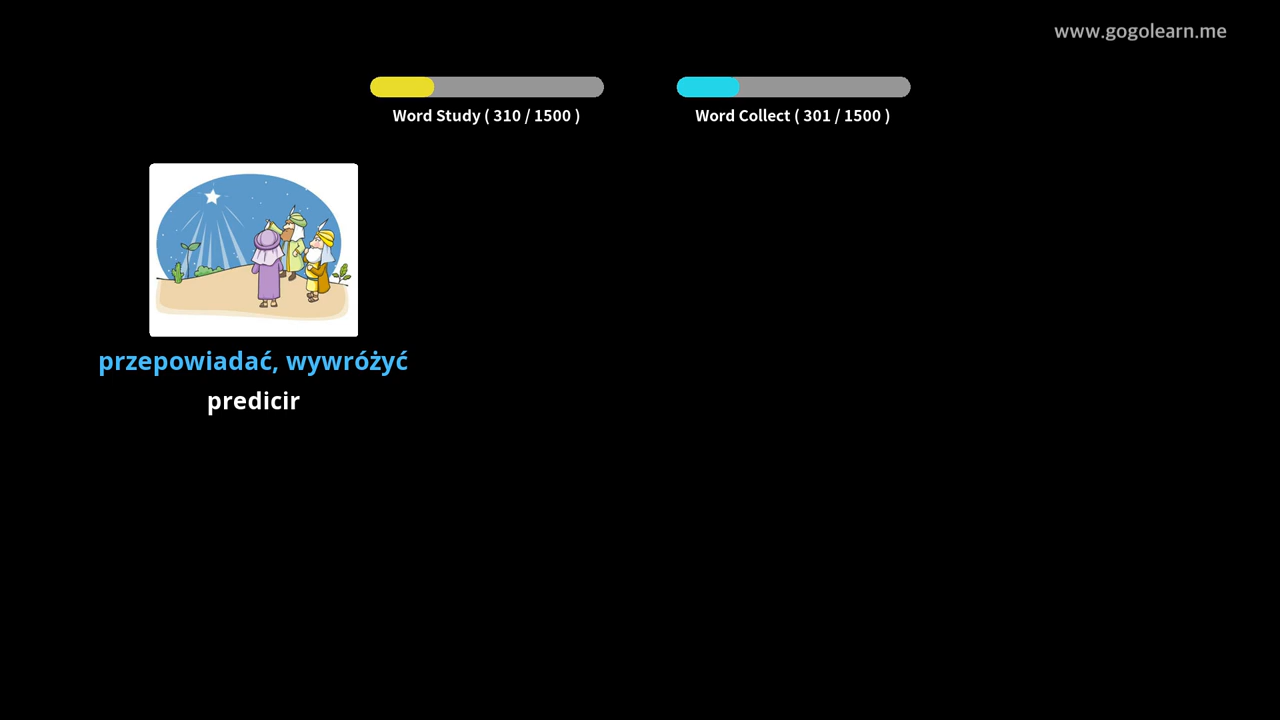 www.gogolearn.me
Word Study ( 310 / 1500 )
Word Collect ( 301 / 1500 )
przepowiadać, wywróżyć
predicir